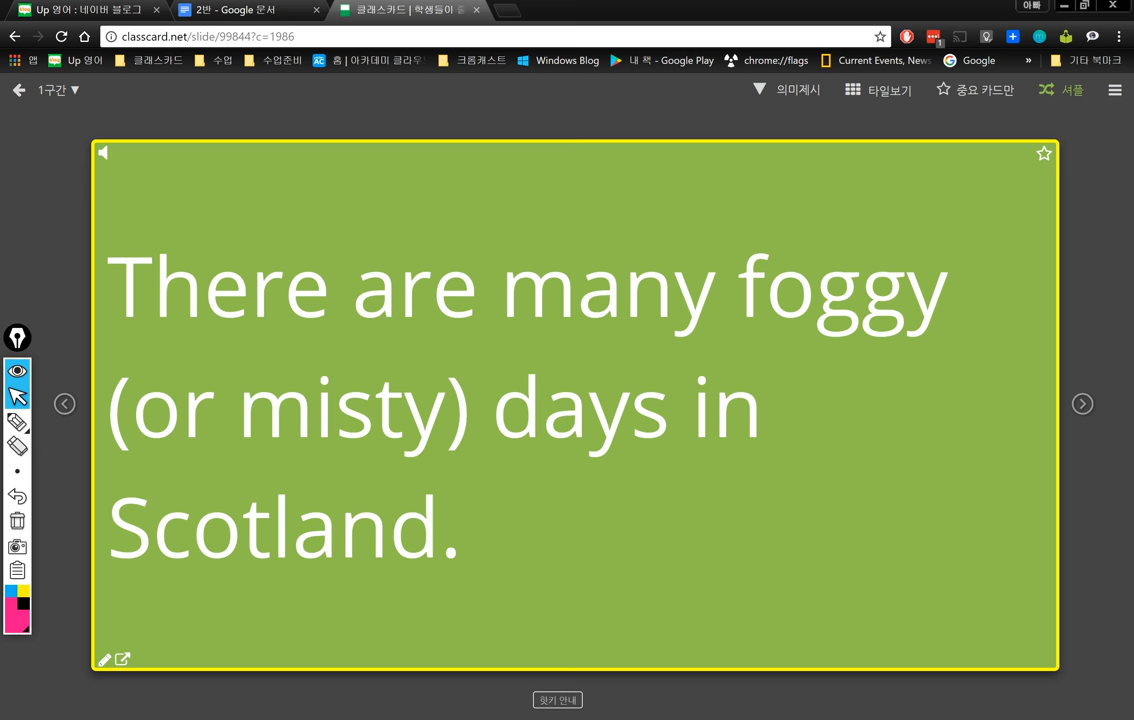 Up 영어 : 네이버 블로그
2반 - Google 문서
클래스카드 | 학생들이
아빠
classcard.net/slide/99844?c=1986
1
앱
Up 영어
클래스카드
수업
수업준비
AC
홈 | 아카데미 클라우
크롬캐스트
Windows Blog
내 책 - Google Play
chrome://flags
Current Events, News
Google
»
기타 북마크
1구간 ▼
의미제시
타일보기
중요 카드만
셔플
There are many foggy
(or misty) days in
Scotland.
핫키 안내